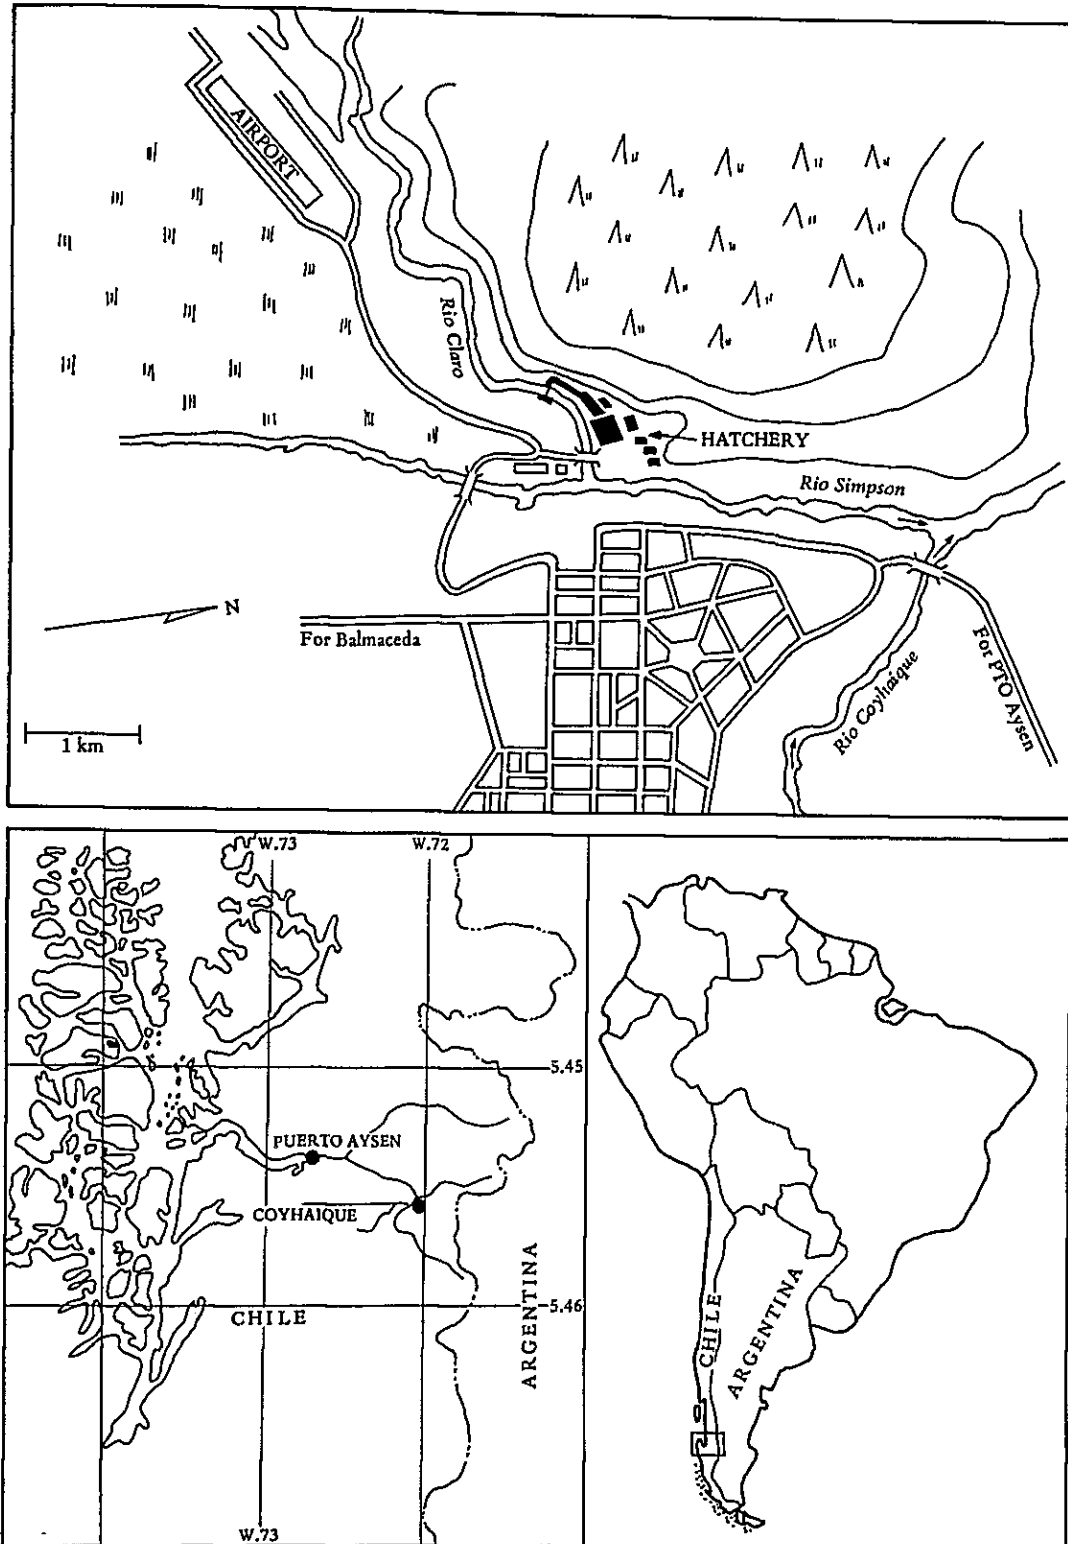 AIRPORT
Rio Claro
HATCHERY
Rio Simpson
N
For Balmaceda
For PTO Aysen
Rio Coyhaique
1 km
W.73
W.72
5.45
PUERTO AYSEN
COYHAIQUE
ARGENTINA
5.46
CHILE
W.73
CHILE
ARGENTINA